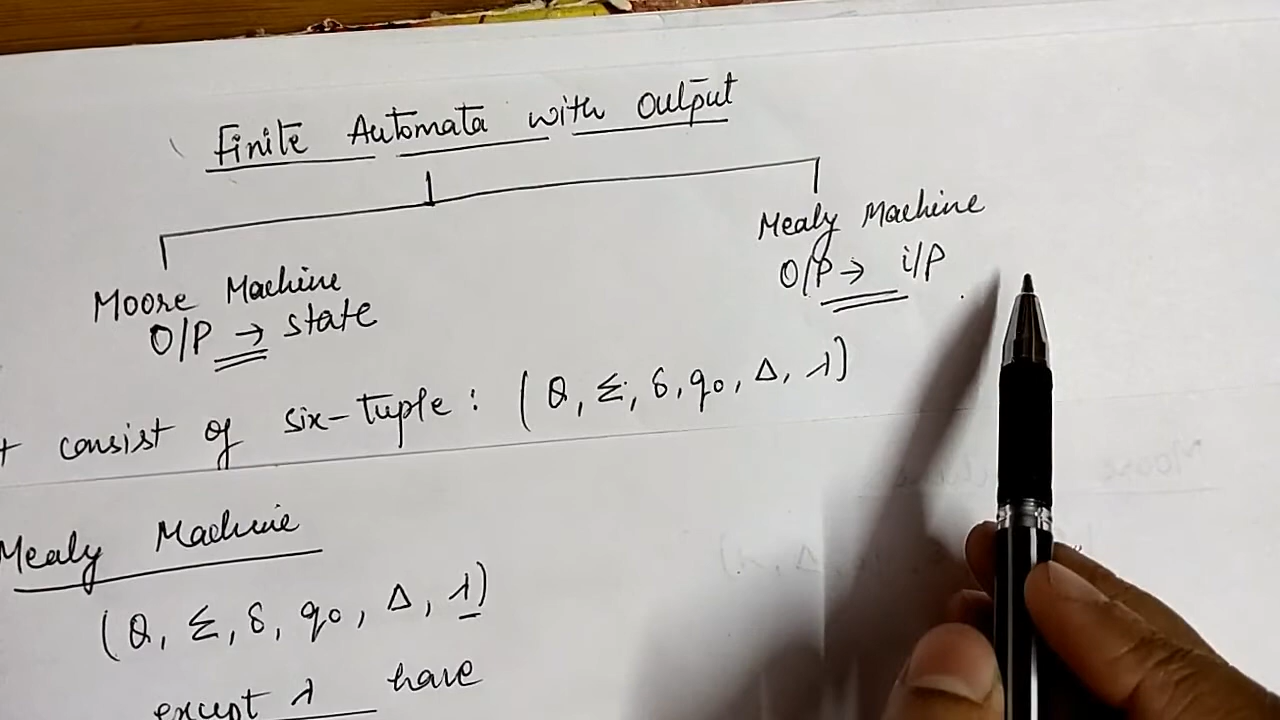 Finite Automata with Output
Moore Machine
O/P → state
Mealy Machine
O/P → i/P
consist of six-tuple : (Q, Σ, δ, q0, Δ, λ)
Mealy Machine
(Q, Σ, δ, q0, Δ, λ)
except λ have